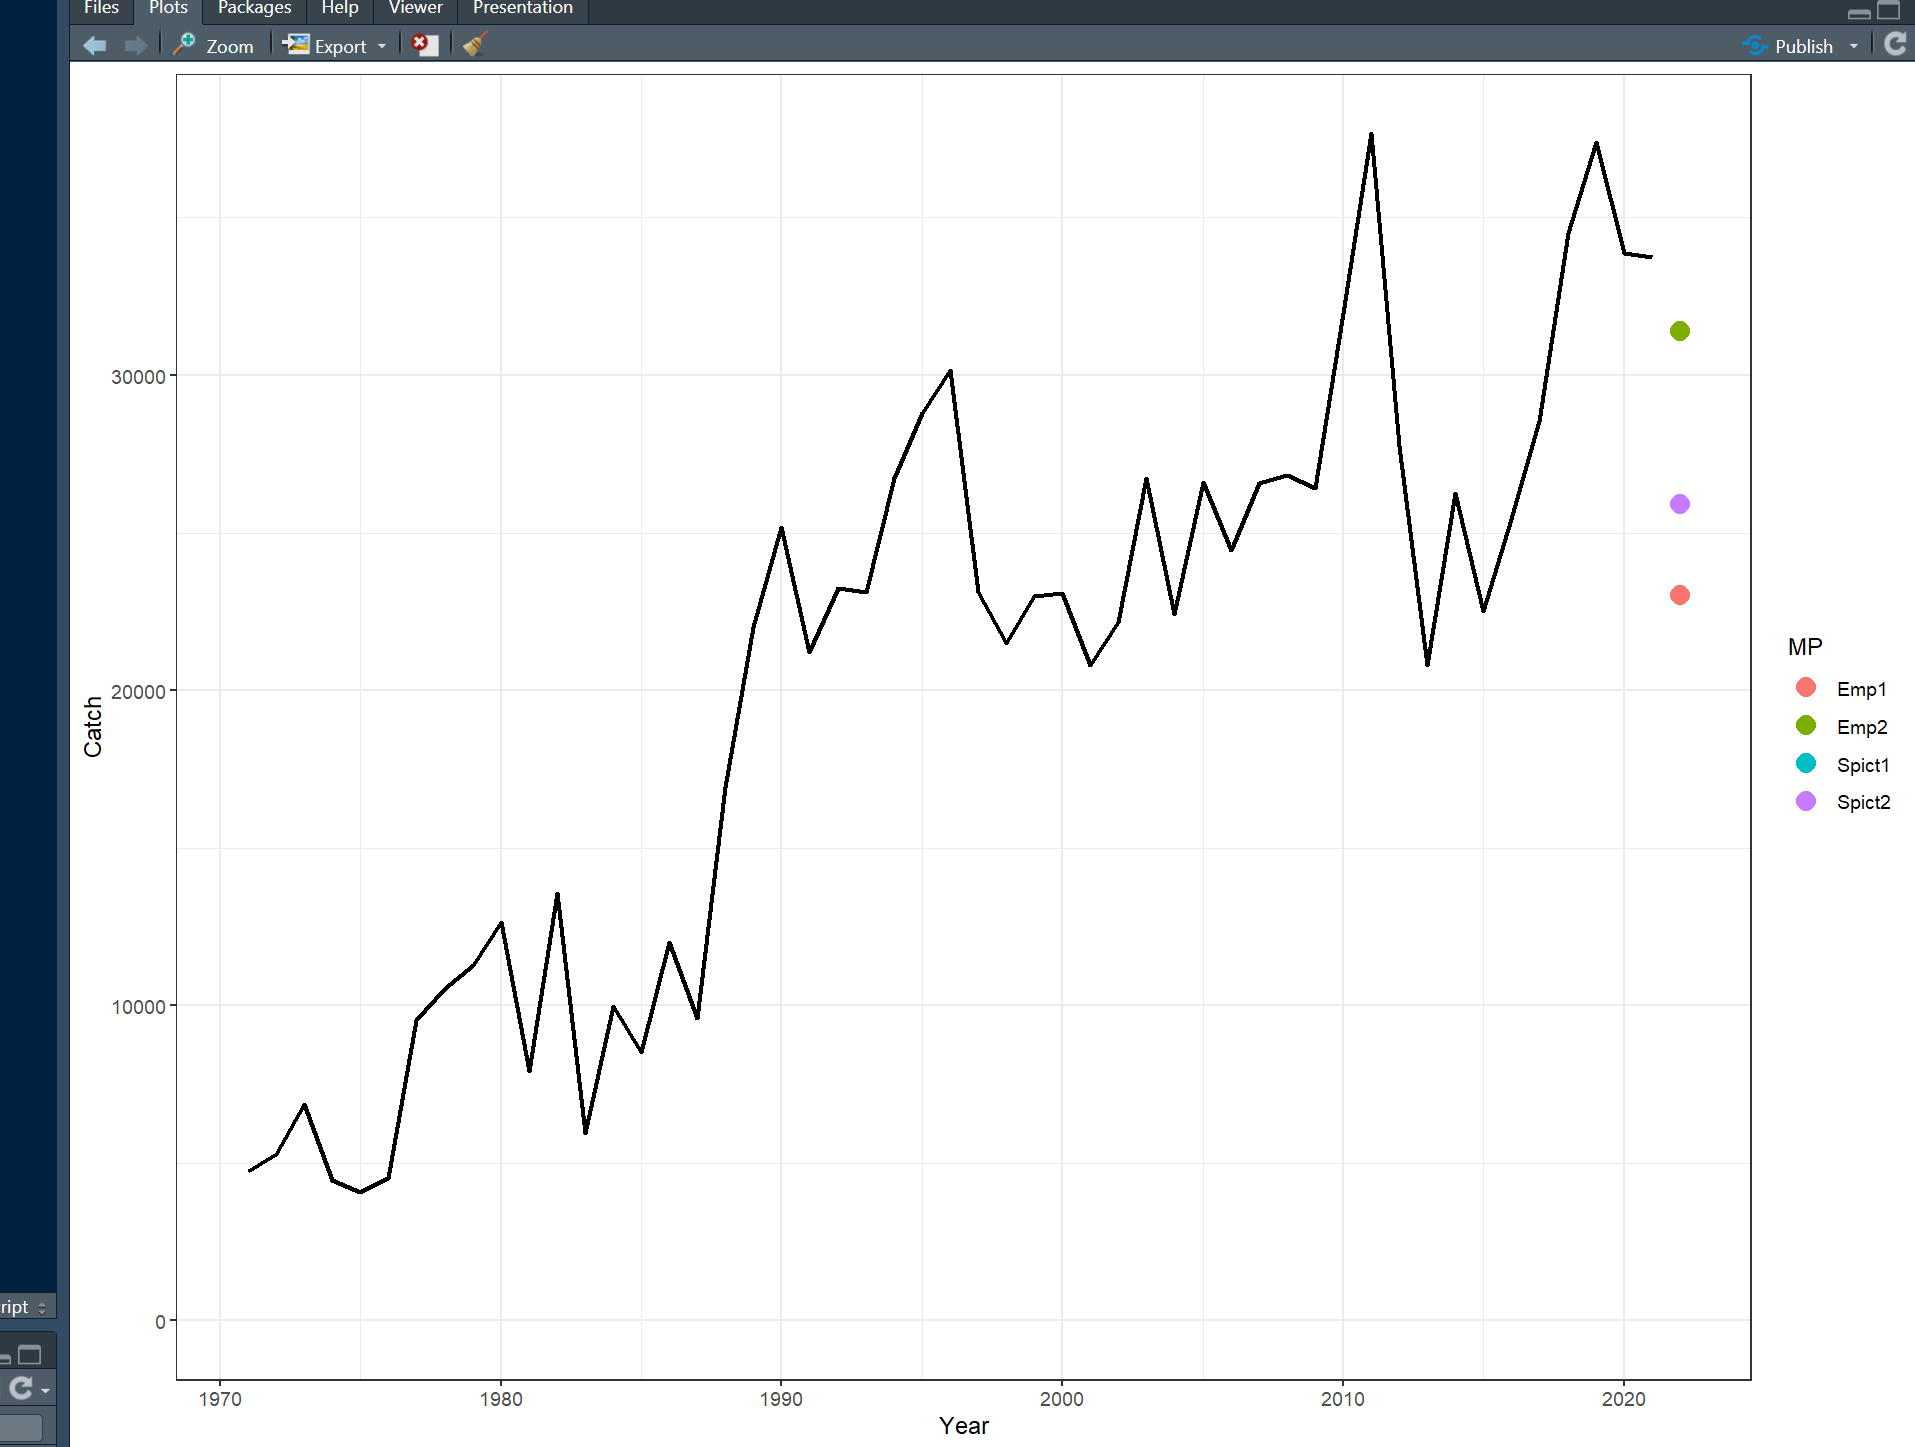 Files Plots Packages Help Viewer Presentation
Zoom Export Publish
30000
20000
10000
0
Catch
1970 1980 1990 2000 2010 2020
Year
MP
Emp1
Emp2
Spict1
Spict2